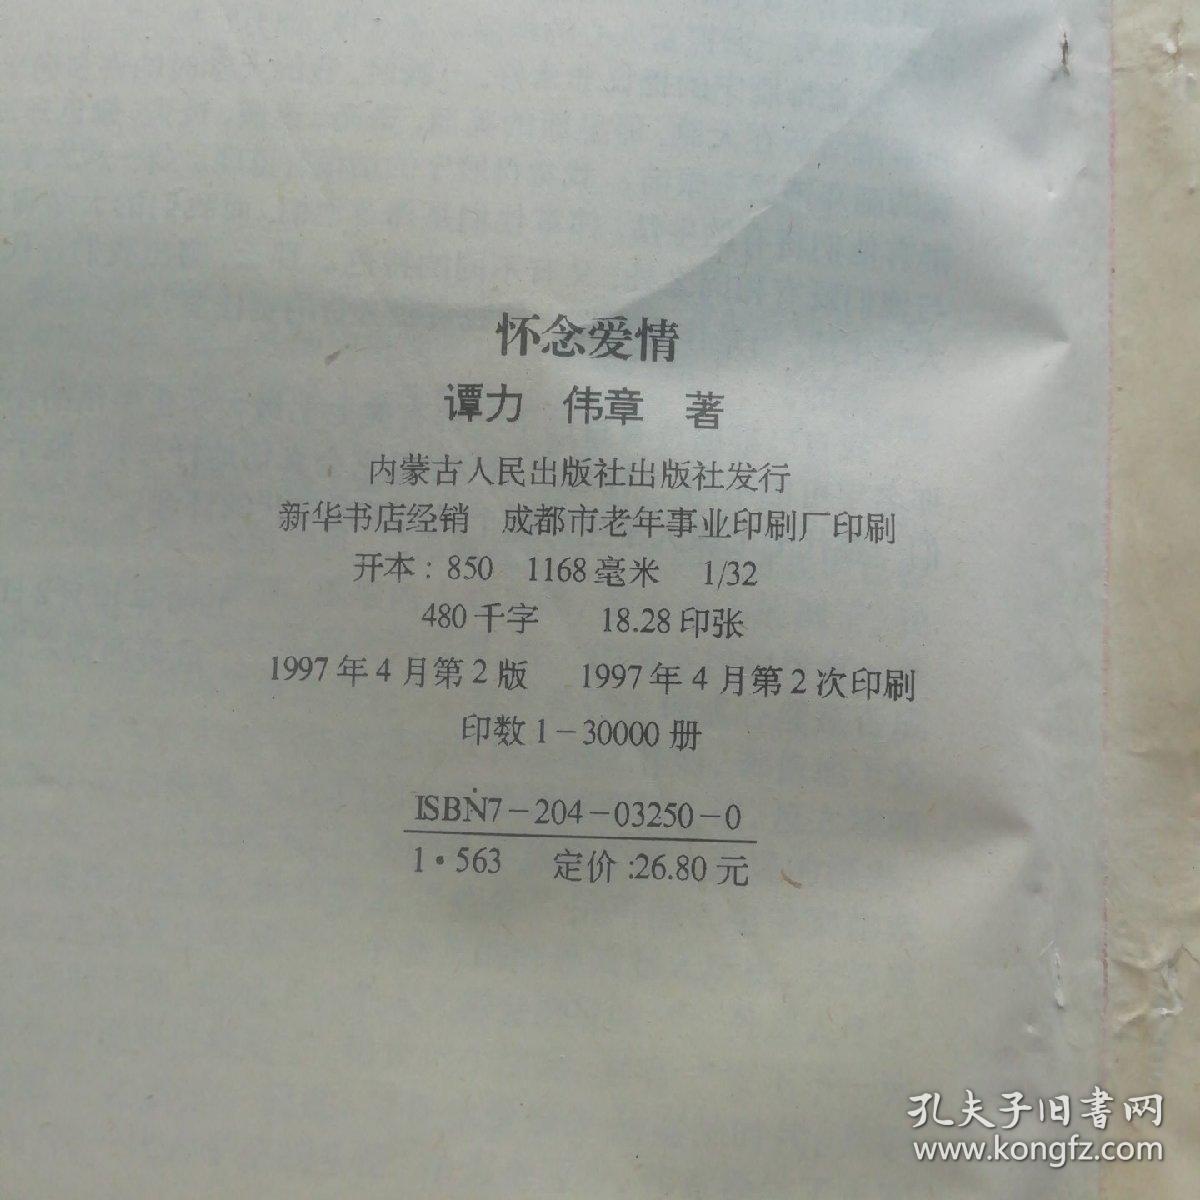 怀念爱情
谭力 伟章 著
内蒙古人民出版社出版社发行
新华书店经销 成都市老年事业印刷厂印刷
开本：850 1168毫米 1/32
480千字 18.28印张
1997年4月第2版 1997年4月第2次印刷
印数1-30000册
ISBN7-204-03250-0
1·563 定价:26.80元
孔夫子旧书网
www.kongfz.com